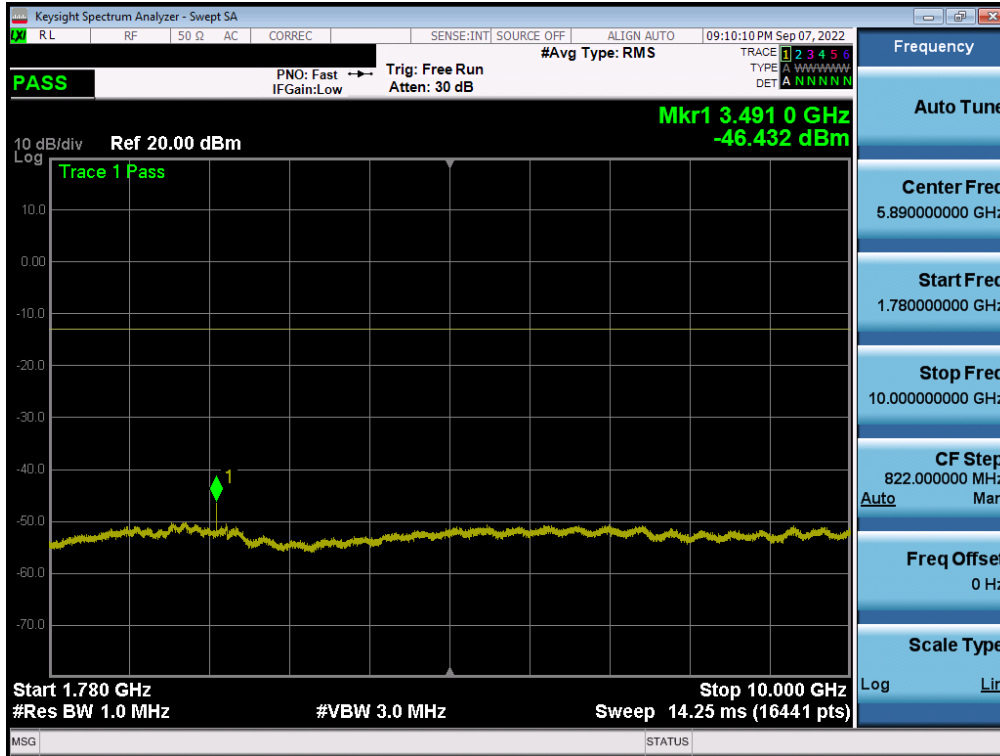 Keysight Spectrum Analyzer - Swept SA
LXI RL RF 50 Ω AC CORREC SENSE:INT SOURCE OFF ALIGN AUTO 09:10:10 PM Sep 07, 2022
PASS
PNO: Fast
IFGain:Low
Trig: Free Run
Atten: 30 dB
#Avg Type: RMS
TRACE 1 2 3 4 5 6
TYPE A WWWWW
DET A N N N N N
Mkr1 3.491 0 GHz
-46.432 dBm
10 dB/div Ref 20.00 dBm
Log
Trace 1 Pass
10.0
0.00
-10.0
-20.0
-30.0
-40.0
1
-50.0
-60.0
-70.0
Start 1.780 GHz Stop 10.000 GHz
#Res BW 1.0 MHz #VBW 3.0 MHz Sweep 14.25 ms (16441 pts)
MSG STATUS
Frequency
Auto Tune
Center Freq
5.890000000 GHz
Start Freq
1.780000000 GHz
Stop Freq
10.000000000 GHz
CF Step
822.000000 MHz
Auto Man
Freq Offset
0 Hz
Scale Type
Log Lin